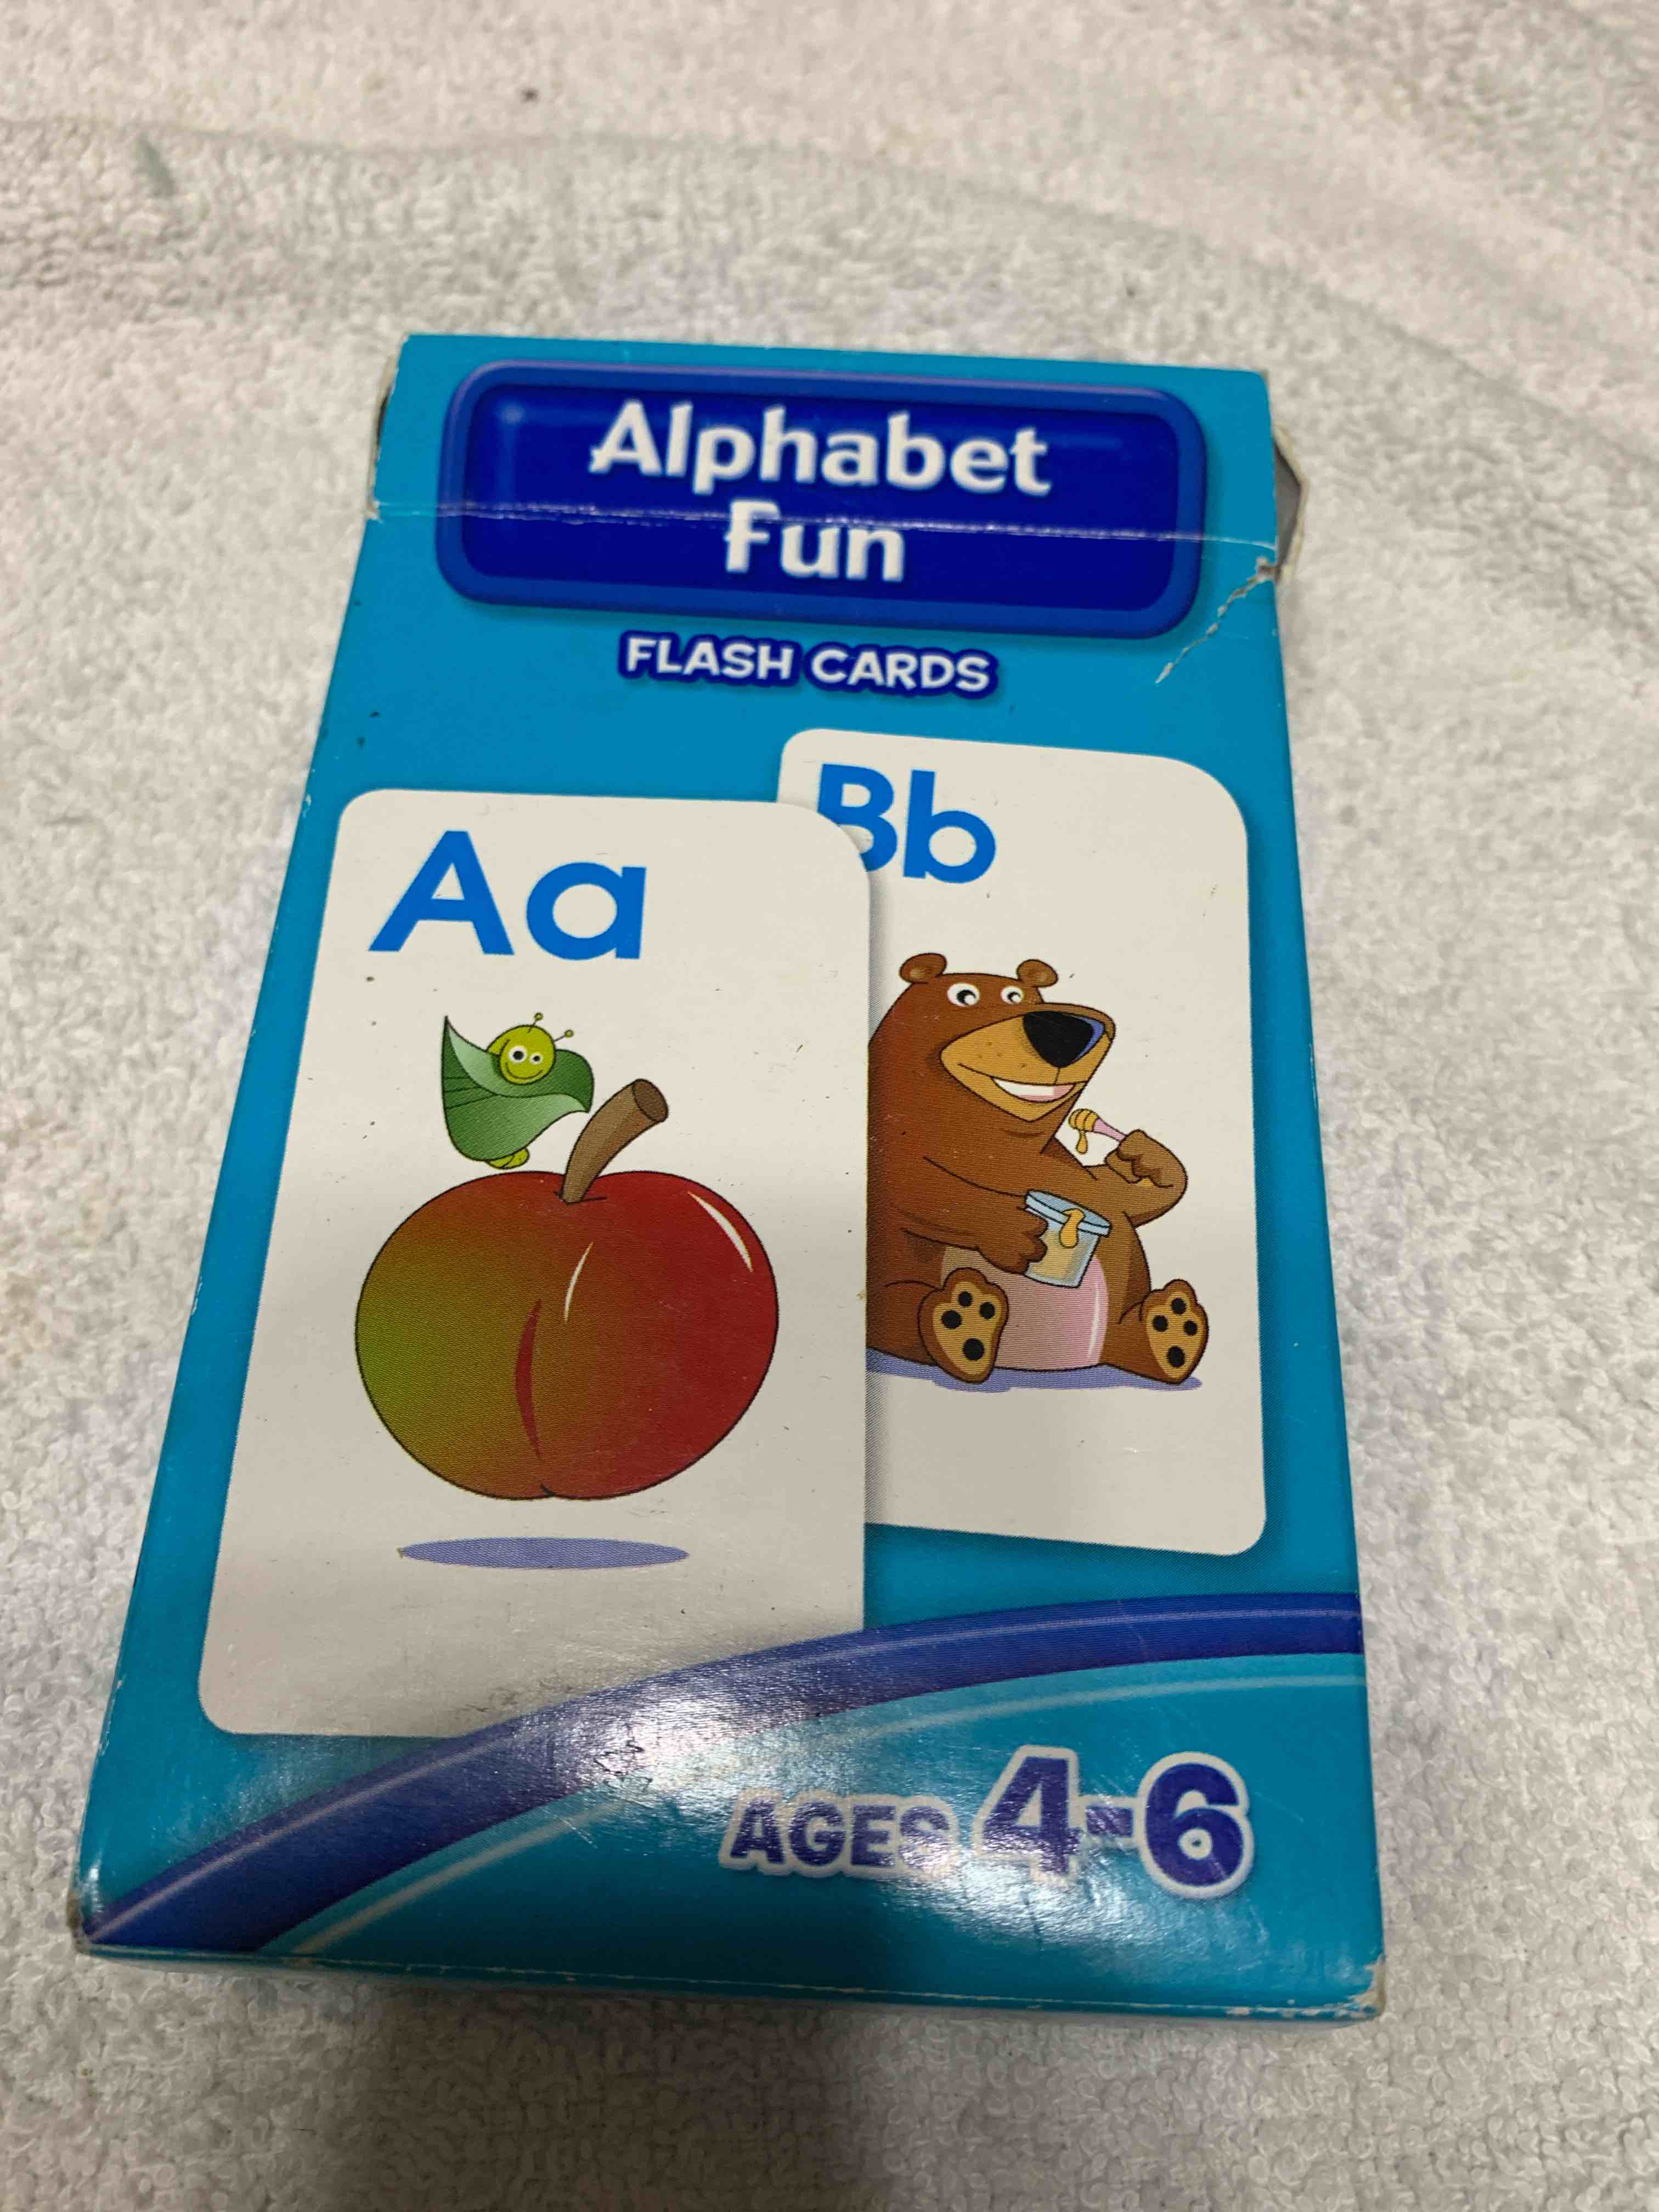 Alphabet
Fun
FLASH CARDS
Aa
Bb
AGES 4-6